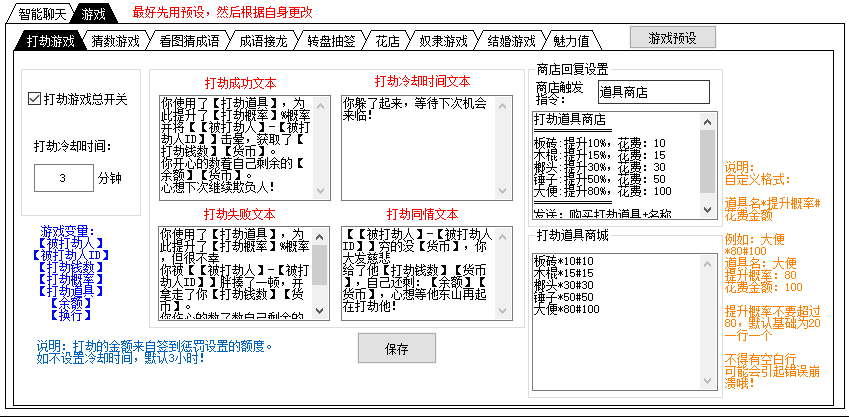 智能聊天 游戏 最好先用预设，然后根据自身更改
打劫游戏 猜数游戏 看图猜成语 成语接龙 转盘抽签 花店 奴隶游戏 结婚游戏 魅力值 游戏预设
打劫游戏总开关
打劫冷却时间：
3 分钟
游戏变量：
【被打劫人】
【被打劫人ID】
【打劫钱数】
【打劫概率】
【打劫道具】
【余额】
【换行】
说明：打劫的金额来自签到惩罚设置的额度。
如不设置冷却时间，默认3小时！
打劫成功文本
你使用了【打劫道具】，为
此提升了【打劫概率】%概率
并将【【被打劫人】-【被打
劫人ID】】击晕，获取了【
打劫钱数】【货币】。
你开心的数着自己剩余的【
余额】【货币】。
心想下次继续欺负人！
打劫冷却时间文本
你躲了起来，等待下次机会
来临！
打劫失败文本
你使用了【打劫道具】，为
此提升了【打劫概率】%概率
，但很不幸
你被【【被打劫人】-【被打
劫人ID】】胖揍了一顿，并
拿走了你【打劫钱数】【货
币】。
你伤心的数了数自己剩余的
打劫同情文本
【【被打劫人】-【被打劫人
ID】】穷的没【货币】，你
大发慈悲
给了他【打劫钱数】【货币
】，自己还剩：【余额】【
货币】，心想等他东山再起
在打劫他！
保存
商店回复设置
商店触发
指令： 道具商店
打劫道具商店
════════════
板砖:提升10%，花费：10
木棍:提升15%，花费：15
榔头:提升30%，花费：30
锤子:提升50%，花费：50
大便:提升80%，花费：100
════════════
发送：购买打劫道具+名称
打劫道具商城
板砖*10#10
木棍*15#15
榔头*30#30
锤子*50#50
大便*80#100
说明：
自定义格式：
道具名*提升概率#
花费金额
例如：大便
*80#100
道具名：大便
提升概率：80
花费金额：100
提升概率不要超过
80，默认基础为20
一行一个
不得有空白行
可能会引起错误崩
溃哦！